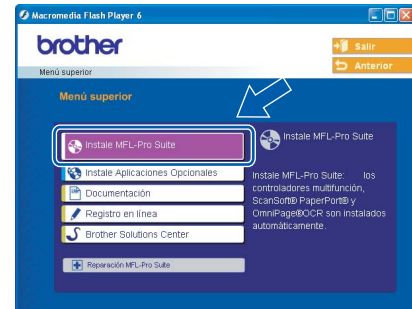 Macromedia Flash Player 6
brother
Salir
Anterior
Menú superior
Menú superior
Instale MFL-Pro Suite
Instale Aplicaciones Opcionales
Documentación
Registro en línea
Brother Solutions Center
Reparación MFL-Pro Suite
Instale MFL-Pro Suite
Instale MFL-Pro Suite: los
controladores multifunción,
ScanSoft® PaperPort® y
OmniPage®OCR son instalados
automáticamente.